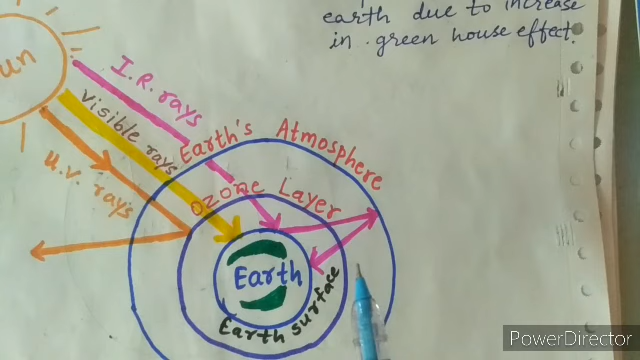 earth due to increase
in green house effect.
un
I.R. rays
visible rays
u.v. rays
Earth's Atmosphere
Ozone Layer
Earth
Earth surface
PowerDirector